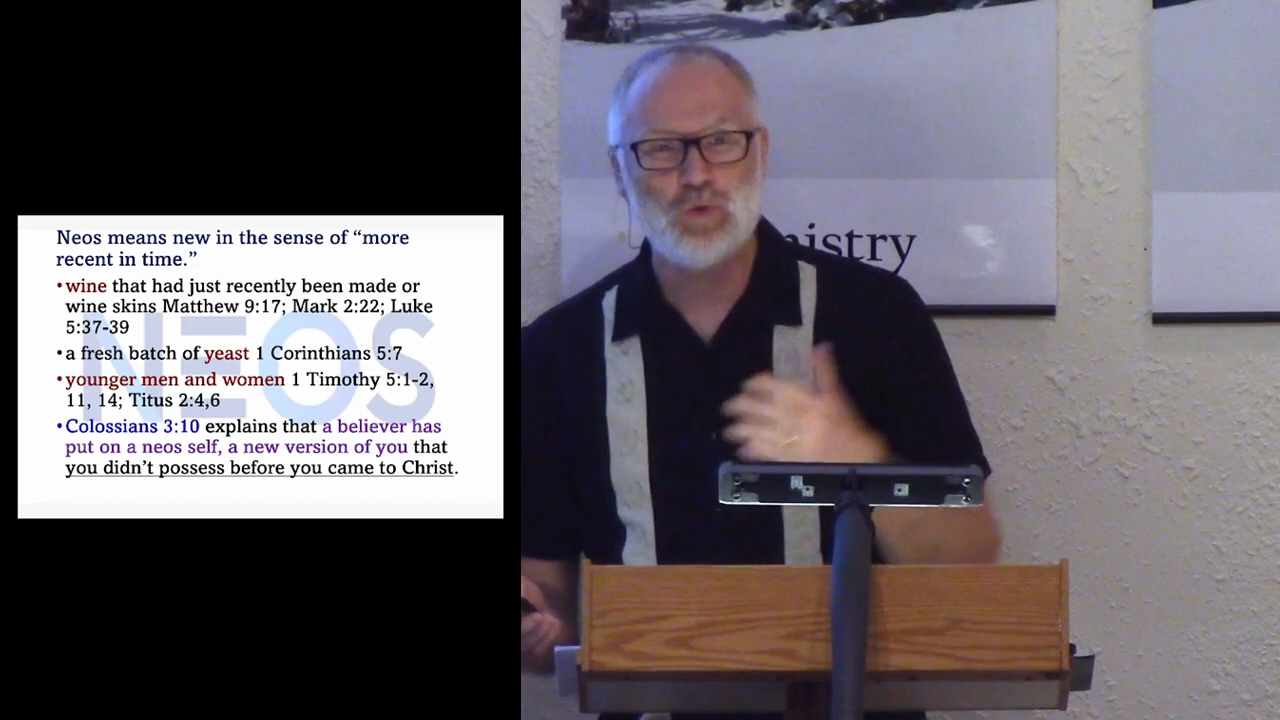 Neos means new in the sense of “more
recent in time.”
•wine that had just recently been made or
wine skins Matthew 9:17; Mark 2:22; Luke
5:37-39
•a fresh batch of yeast 1 Corinthians 5:7
•younger men and women 1 Timothy 5:1-2,
11, 14; Titus 2:4,6
•Colossians 3:10 explains that a believer has
put on a neos self, a new version of you that
you didn’t possess before you came to Christ.
NEOS